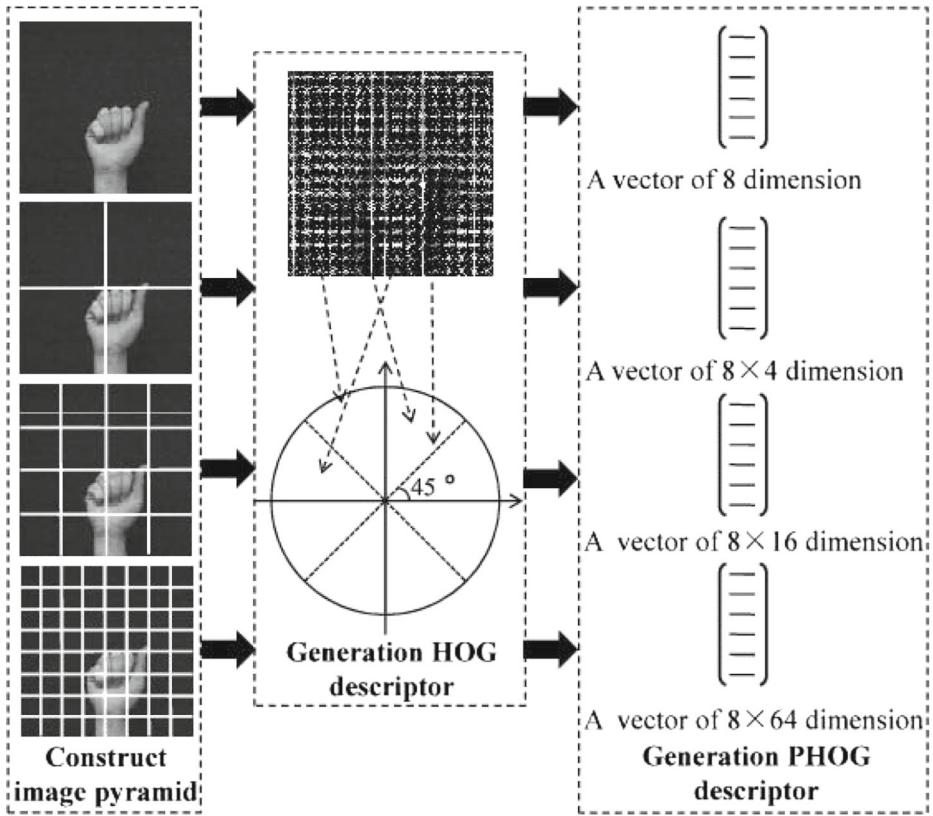 A vector of 8 dimension
A vector of 8×4 dimension
45 °
A vector of 8×16 dimension
Generation HOG
descriptor
A vector of 8×64 dimension
Construct
image pyramid
Generation PHOG
descriptor